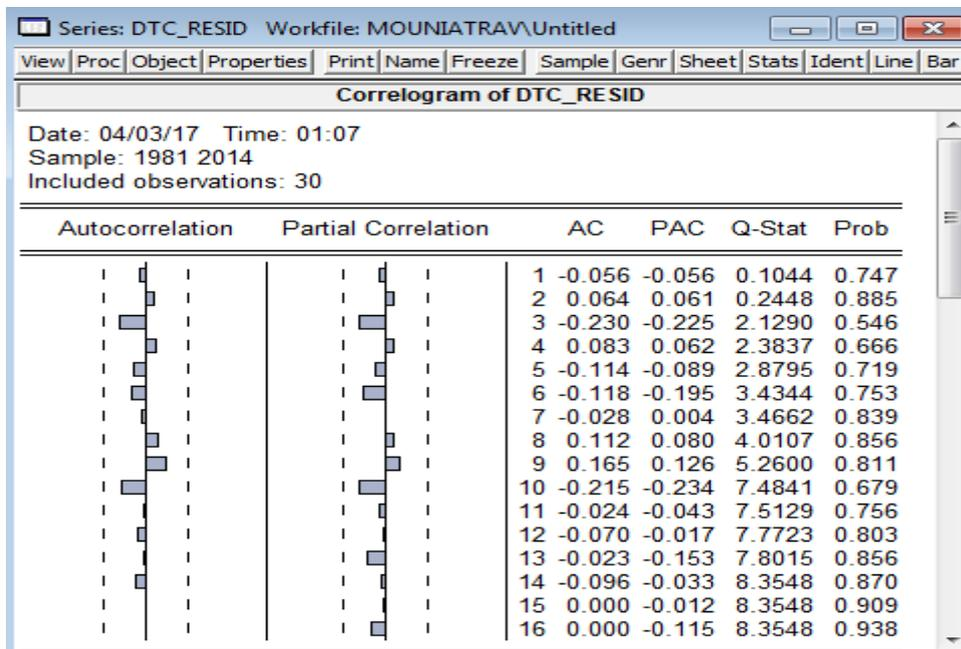 Series: DTC_RESID Workfile: MOUNIATRAV\Untitled
View Proc Object Properties Print Name Freeze Sample Genr Sheet Stats Ident Line Bar
Correlogram of DTC_RESID
Date: 04/03/17 Time: 01:07
Sample: 1981 2014
Included observations: 30
Autocorrelation Partial Correlation AC PAC Q-Stat Prob
1 -0.056 -0.056 0.1044 0.747
2 0.064 0.061 0.2448 0.885
3 -0.230 -0.225 2.1290 0.546
4 0.083 0.062 2.3837 0.666
5 -0.114 -0.089 2.8795 0.719
6 -0.118 -0.195 3.4344 0.753
7 -0.028 0.004 3.4662 0.839
8 0.112 0.080 4.0107 0.856
9 0.165 0.126 5.2600 0.811
10 -0.215 -0.234 7.4841 0.679
11 -0.024 -0.043 7.5129 0.756
12 -0.070 -0.017 7.7723 0.803
13 -0.023 -0.153 7.8015 0.856
14 -0.096 -0.033 8.3548 0.870
15 0.000 -0.012 8.3548 0.909
16 0.000 -0.115 8.3548 0.938